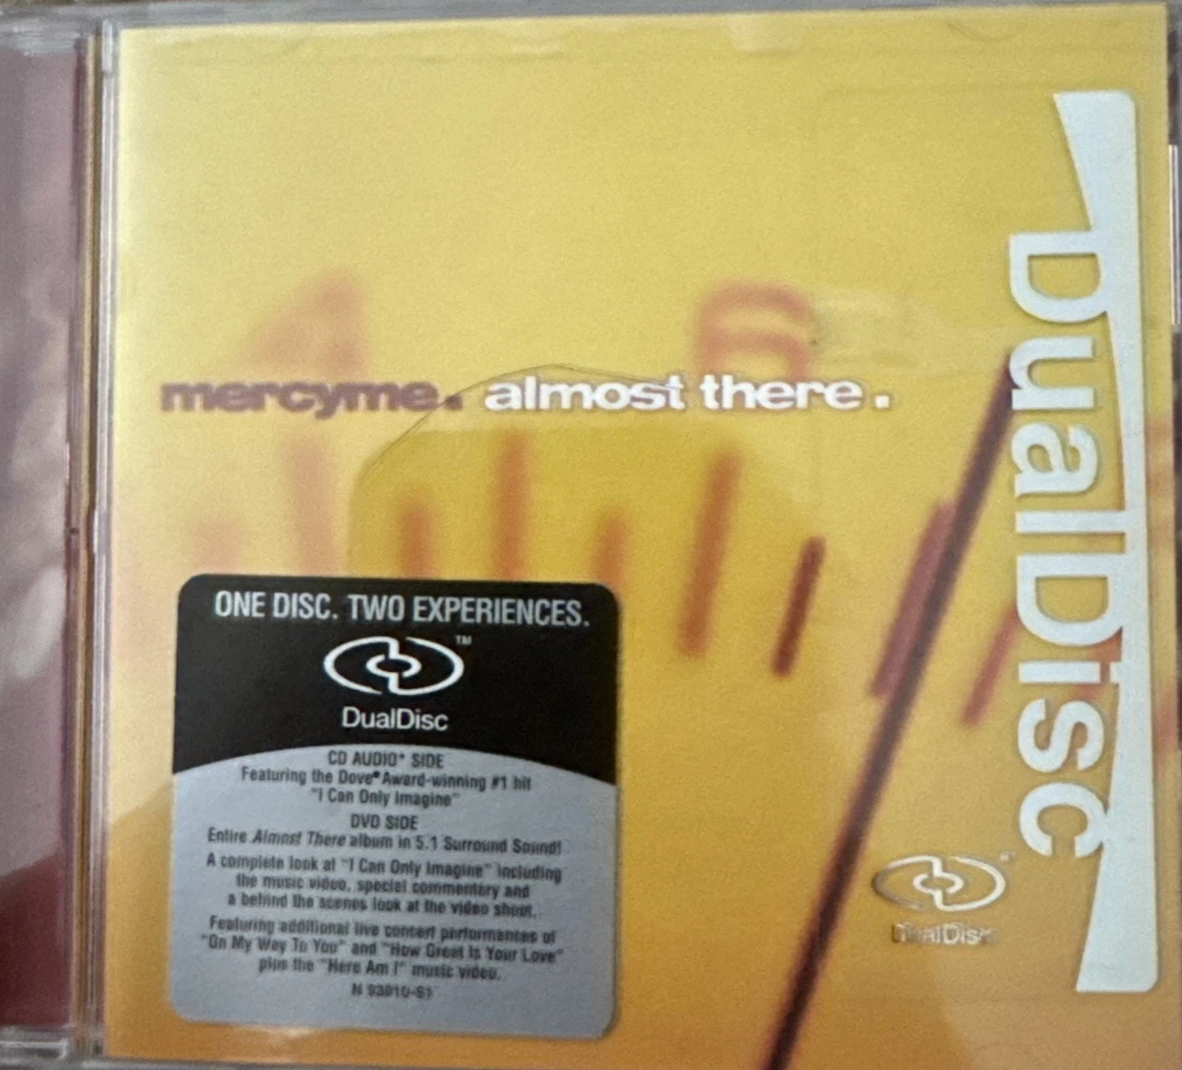 mercyme. almost there.
DualDisc
ONE DISC. TWO EXPERIENCES.
TM
DualDisc
CD AUDIO* SIDE
Featuring the Dove® Award-winning #1 hit
"I Can Only Imagine"
DVD SIDE
Entire Almost There album in 5.1 Surround Sound!
A complete look at "I Can Only Imagine" including
the music video, special commentary and
a behind the scenes look at the video shoot.
Featuring additional live concert performances of
"On My Way To You" and "How Great Is Your Love"
plus the "Here Am I" music video.
DualDisc